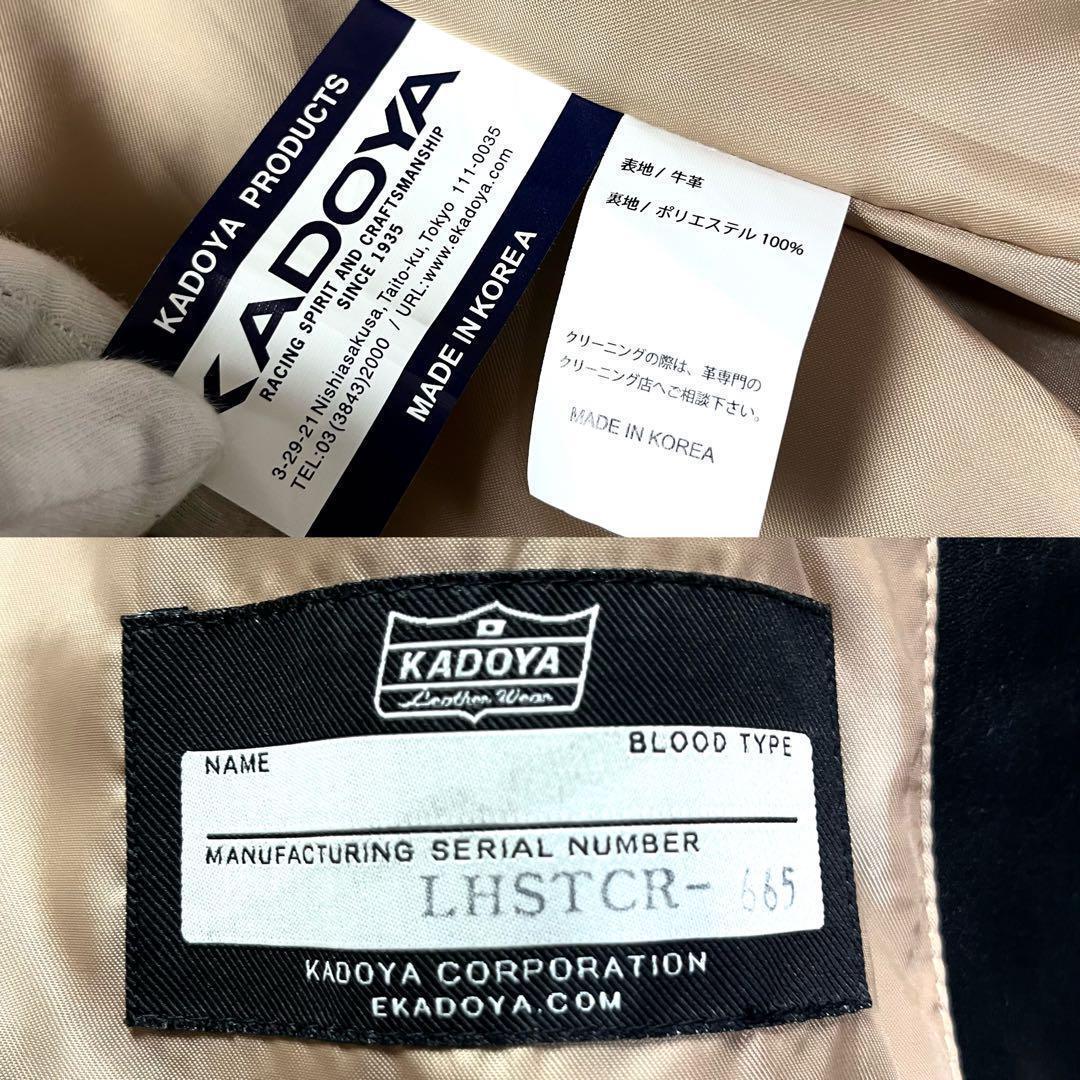 KADOYA PRODUCTS
KADOYA
RACING SPIRIT AND CRAFTSMANSHIP
SINCE 1935
3-29-21 Nishiasakusa, Taito-ku, Tokyo 111-0035
TEL:03(3843)2000 / URL:www.ekadoya.com
MADE IN KOREA
表地 / 牛革
裏地 / ポリエステル 100%
クリーニングの際は、革専門の
クリーニング店へご相談下さい。
MADE IN KOREA
KADOYA
Leather Wear
NAME
BLOOD TYPE
MANUFACTURING SERIAL NUMBER
LHSTCR- 665
KADOYA CORPORATION
EKADOYA.COM